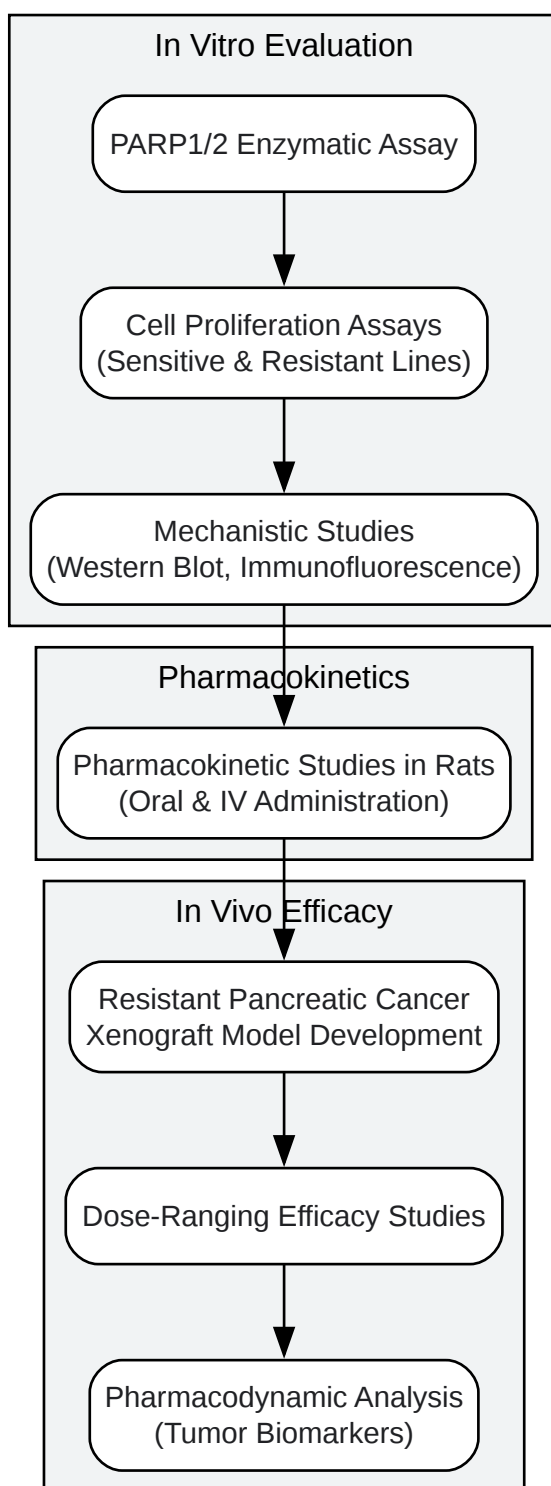 In Vitro Evaluation
PARP1/2 Enzymatic Assay
Cell Proliferation Assays
(Sensitive & Resistant Lines)
Mechanistic Studies
(Western Blot, Immunofluorescence)
Pharmacokinetics
Pharmacokinetic Studies in Rats
(Oral & IV Administration)
In Vivo Efficacy
Resistant Pancreatic Cancer
Xenograft Model Development
Dose-Ranging Efficacy Studies
Pharmacodynamic Analysis
(Tumor Biomarkers)